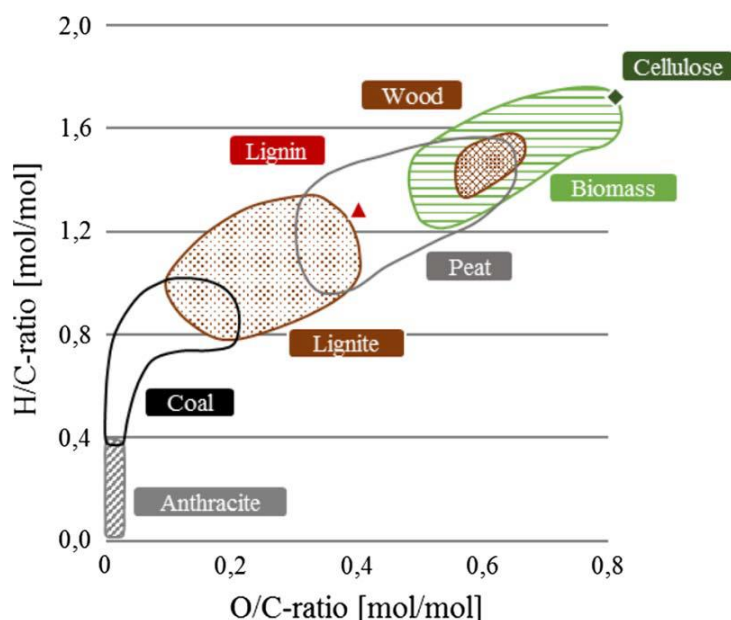 2,0
Cellulose
Wood
1,6
Lignin
Biomass
1,2
Peat
0,8
Lignite
Coal
0,4
Anthracite
0,0
0
0,2
0,4
0,6
0,8
H/C-ratio [mol/mol]
O/C-ratio [mol/mol]